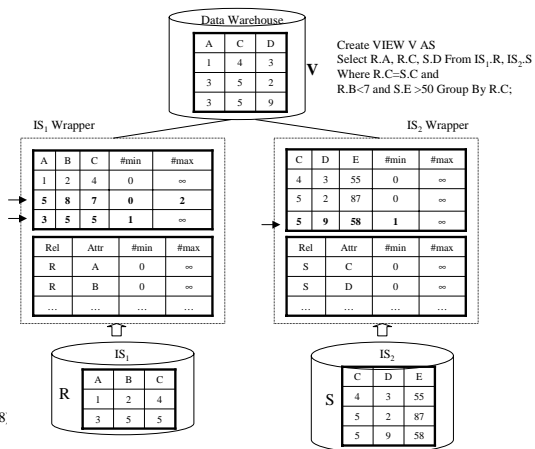 Data Warehouse
A C D
1 4 3
3 5 2
3 5 9
V
Create VIEW V AS
Select R.A, R.C, S.D From IS₁.R, IS₂.S
Where R.C=S.C and
R.B<7 and S.E >50 Group By R.C;
IS₁ Wrapper
A B C #min #max
1 2 4 0 ∞
5 8 7 0 2
3 5 5 1 ∞
Rel Attr #min #max
R A 0 ∞
R B 0 ∞
… … … …
IS₂ Wrapper
C D E #min #max
4 3 55 0 ∞
5 2 87 0 ∞
5 9 58 1 ∞
Rel Attr #min #max
S C 0 ∞
S D 0 ∞
… … … …
IS₁
R
A B C
1 2 4
3 5 5
IS₂
S
C D E
4 3 55
5 2 87
5 9 58
8